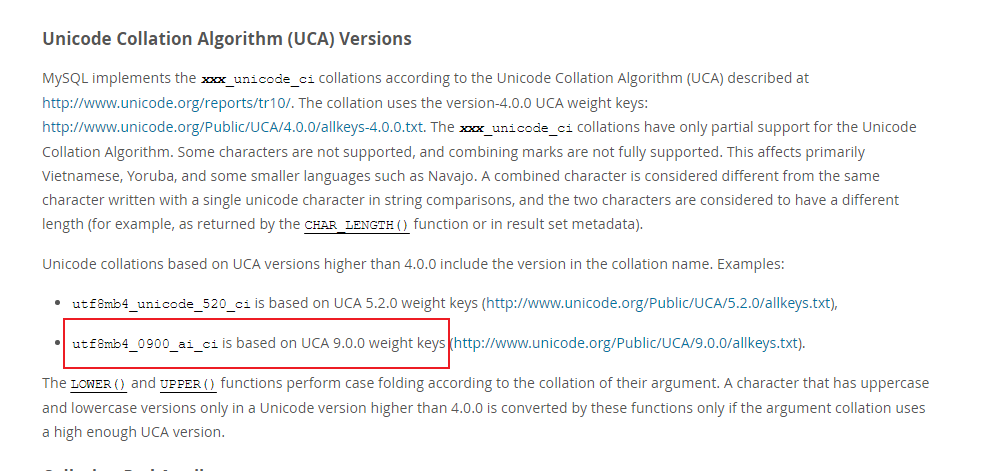 Unicode Collation Algorithm (UCA) Versions
MySQL implements the xxx_unicode_ci collations according to the Unicode Collation Algorithm (UCA) described at
http://www.unicode.org/reports/tr10/. The collation uses the version-4.0.0 UCA weight keys:
http://www.unicode.org/Public/UCA/4.0.0/allkeys-4.0.0.txt. The xxx_unicode_ci collations have only partial support for the Unicode
Collation Algorithm. Some characters are not supported, and combining marks are not fully supported. This affects primarily
Vietnamese, Yoruba, and some smaller languages such as Navajo. A combined character is considered different from the same
character written with a single unicode character in string comparisons, and the two characters are considered to have a different
length (for example, as returned by the CHAR_LENGTH() function or in result set metadata).
Unicode collations based on UCA versions higher than 4.0.0 include the version in the collation name. Examples:
• utf8mb4_unicode_520_ci is based on UCA 5.2.0 weight keys (http://www.unicode.org/Public/UCA/5.2.0/allkeys.txt),
• utf8mb4_0900_ai_ci is based on UCA 9.0.0 weight keys (http://www.unicode.org/Public/UCA/9.0.0/allkeys.txt).
The LOWER() and UPPER() functions perform case folding according to the collation of their argument. A character that has uppercase
and lowercase versions only in a Unicode version higher than 4.0.0 is converted by these functions only if the argument collation uses
a high enough UCA version.